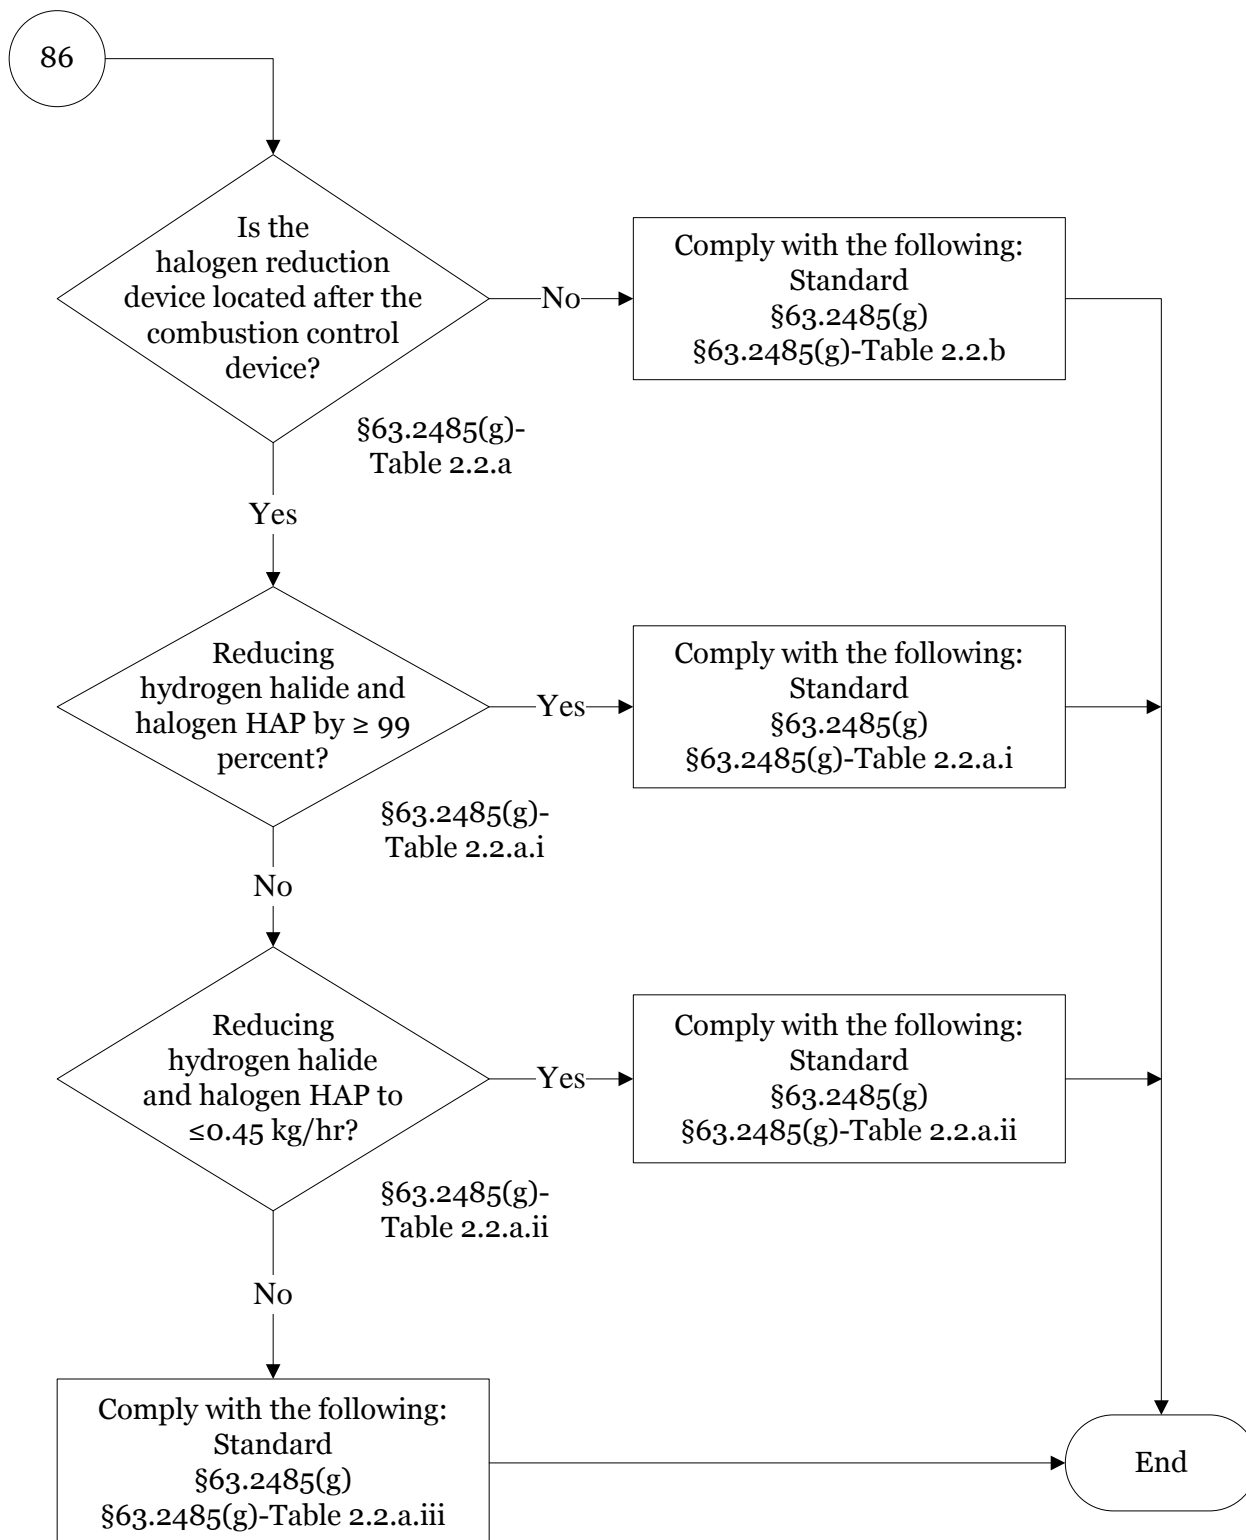 86
Is the
halogen reduction
device located after the
combustion control
device?
No
Comply with the following:
Standard
§63.2485(g)
§63.2485(g)-Table 2.2.b
§63.2485(g)-
Table 2.2.a
Yes
Reducing
hydrogen halide and
halogen HAP by ≥ 99
percent?
Yes
Comply with the following:
Standard
§63.2485(g)
§63.2485(g)-Table 2.2.a.i
§63.2485(g)-
Table 2.2.a.i
No
Reducing
hydrogen halide
and halogen HAP to
≤0.45 kg/hr?
Yes
Comply with the following:
Standard
§63.2485(g)
§63.2485(g)-Table 2.2.a.ii
§63.2485(g)-
Table 2.2.a.ii
No
Comply with the following:
Standard
§63.2485(g)
§63.2485(g)-Table 2.2.a.iii
End